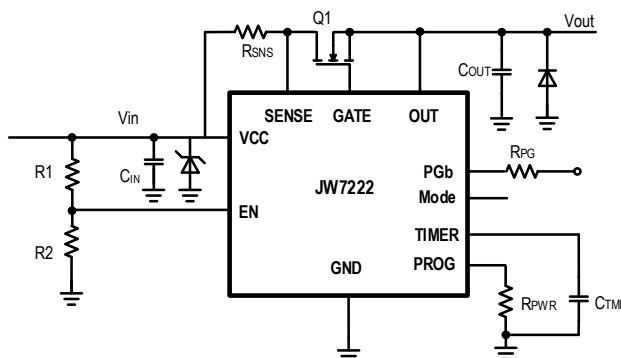 Q1
Vout
RSNS
COUT
SENSE GATE OUT
Vin
VCC
R1
CIN
PGb
RPG
JW7222
Mode
EN
TIMER
R2
GND
PROG
RPWR
CTMI